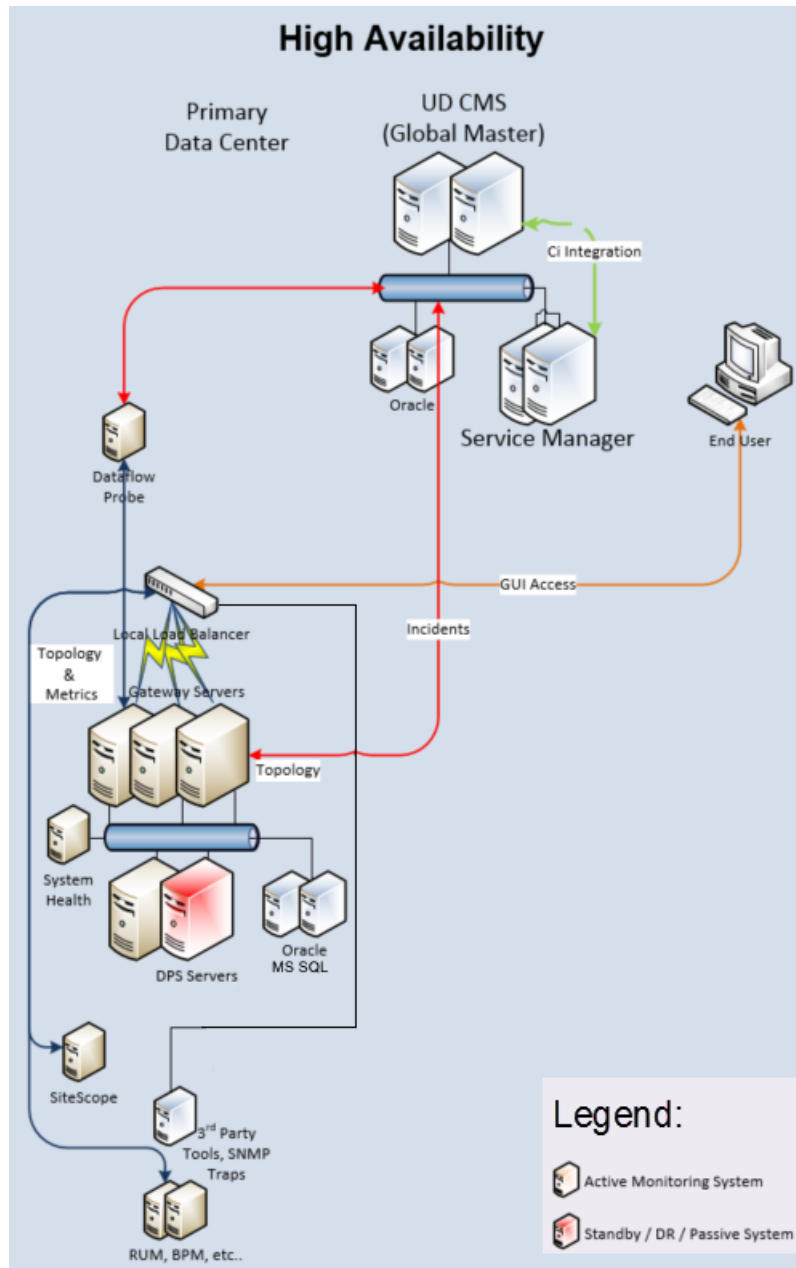 High Availability
Primary
Data Center
UD CMS
(Global Master)
Ci Integration
Oracle
Service Manager
End User
Dataflow
Probe
GUI Access
Local Load Balancer
Incidents
Topology
&
Metrics
Gateway Servers
Topology
System
Health
Oracle
MS SQL
DPS Servers
SiteScope
3rd Party
Tools, SNMP
Traps
RUM, BPM, etc..
Legend:
Active Monitoring System
Standby / DR / Passive System